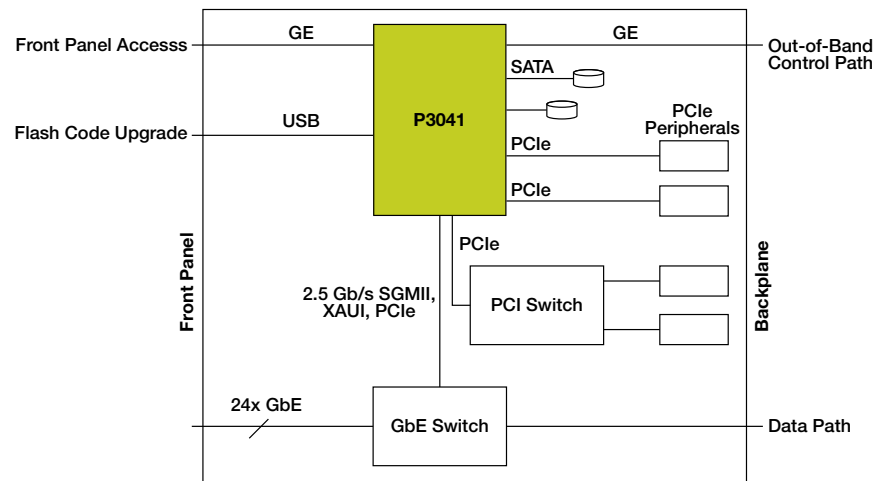 Front Panel Accesss
GE
GE
Out-of-Band
Control Path
SATA
P3041
PCIe
Peripherals
Flash Code Upgrade
USB
PCIe
PCIe
Front Panel
Backplane
PCIe
2.5 Gb/s SGMII,
XAUI, PCIe
PCI Switch
24x GbE
GbE Switch
Data Path